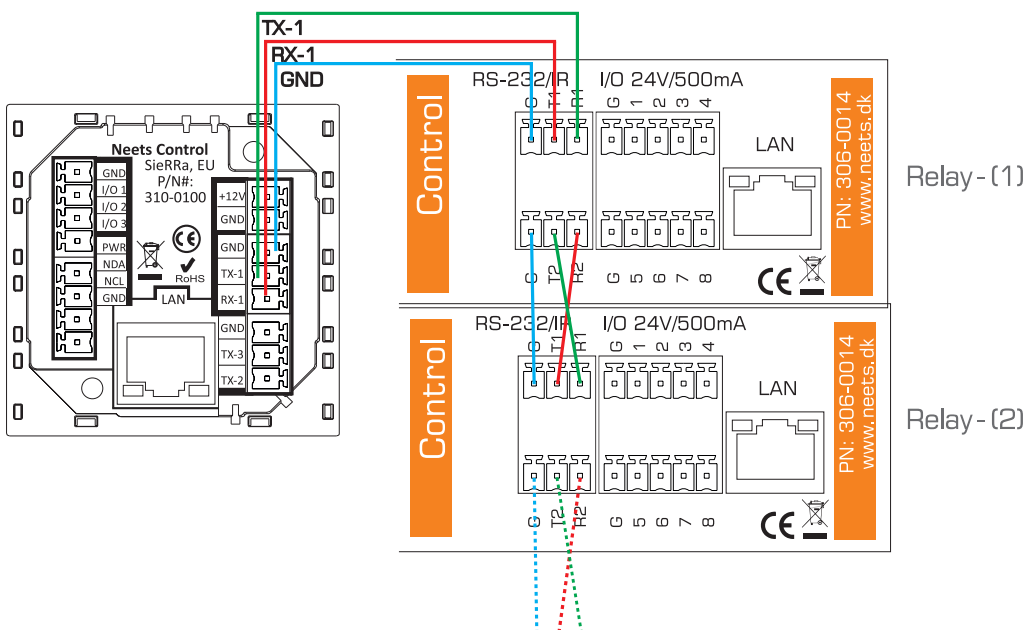 TX-1
RX-1
GND
Neets Control
SieRRa, EU
P/N#:
310-0100
GND
I/O 1
I/O 2
I/O 3
PWR
NDA
NCL
GND
RoHS
LAN
+12V
GND
GND
TX-1
RX-1
GND
TX-3
TX-2
Control
RS-232/IR
I/O 24V/500mA
G T1 R1
G 1 2 3 4
LAN
G T2 R2
G 5 6 7 8
CE
PN: 306-0014
www.neets.dk
Relay-(1)
Control
RS-232/IR
I/O 24V/500mA
G T1 R1
G 1 2 3 4
LAN
G T2 R2
G 5 6 7 8
CE
PN: 306-0014
www.neets.dk
Relay-(2)